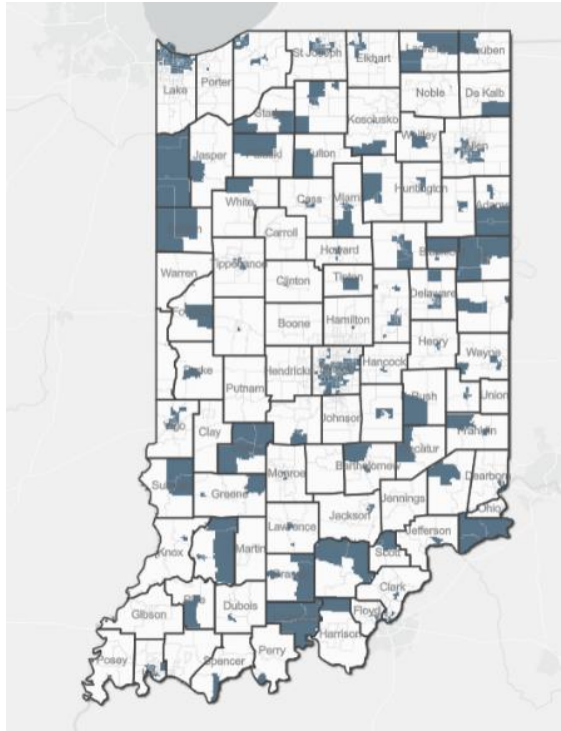 St Joseph
Elkhart
Steuben
Lake
Porter
Noble
De Kalb
Kosciusko
Whitley
Allen
Jasper
Fulton
Huntington
Adams
White
Cass
Miami
Carroll
Howard
Warren
Tippecanoe
Clinton
Tipton
Delaware
Boone
Hamilton
Henry
Wayne
Hendricks
Hancock
Putnam
Rush
Union
Johnson
Franklin
Clay
Decatur
Monroe
Bartholomew
Dearborn
Greene
Jennings
Ohio
Jackson
Lawrence
Jefferson
Knox
Martin
Scott
Clark
Pike
Dubois
Floyd
Gibson
Harrison
Posey
Spencer
Perry